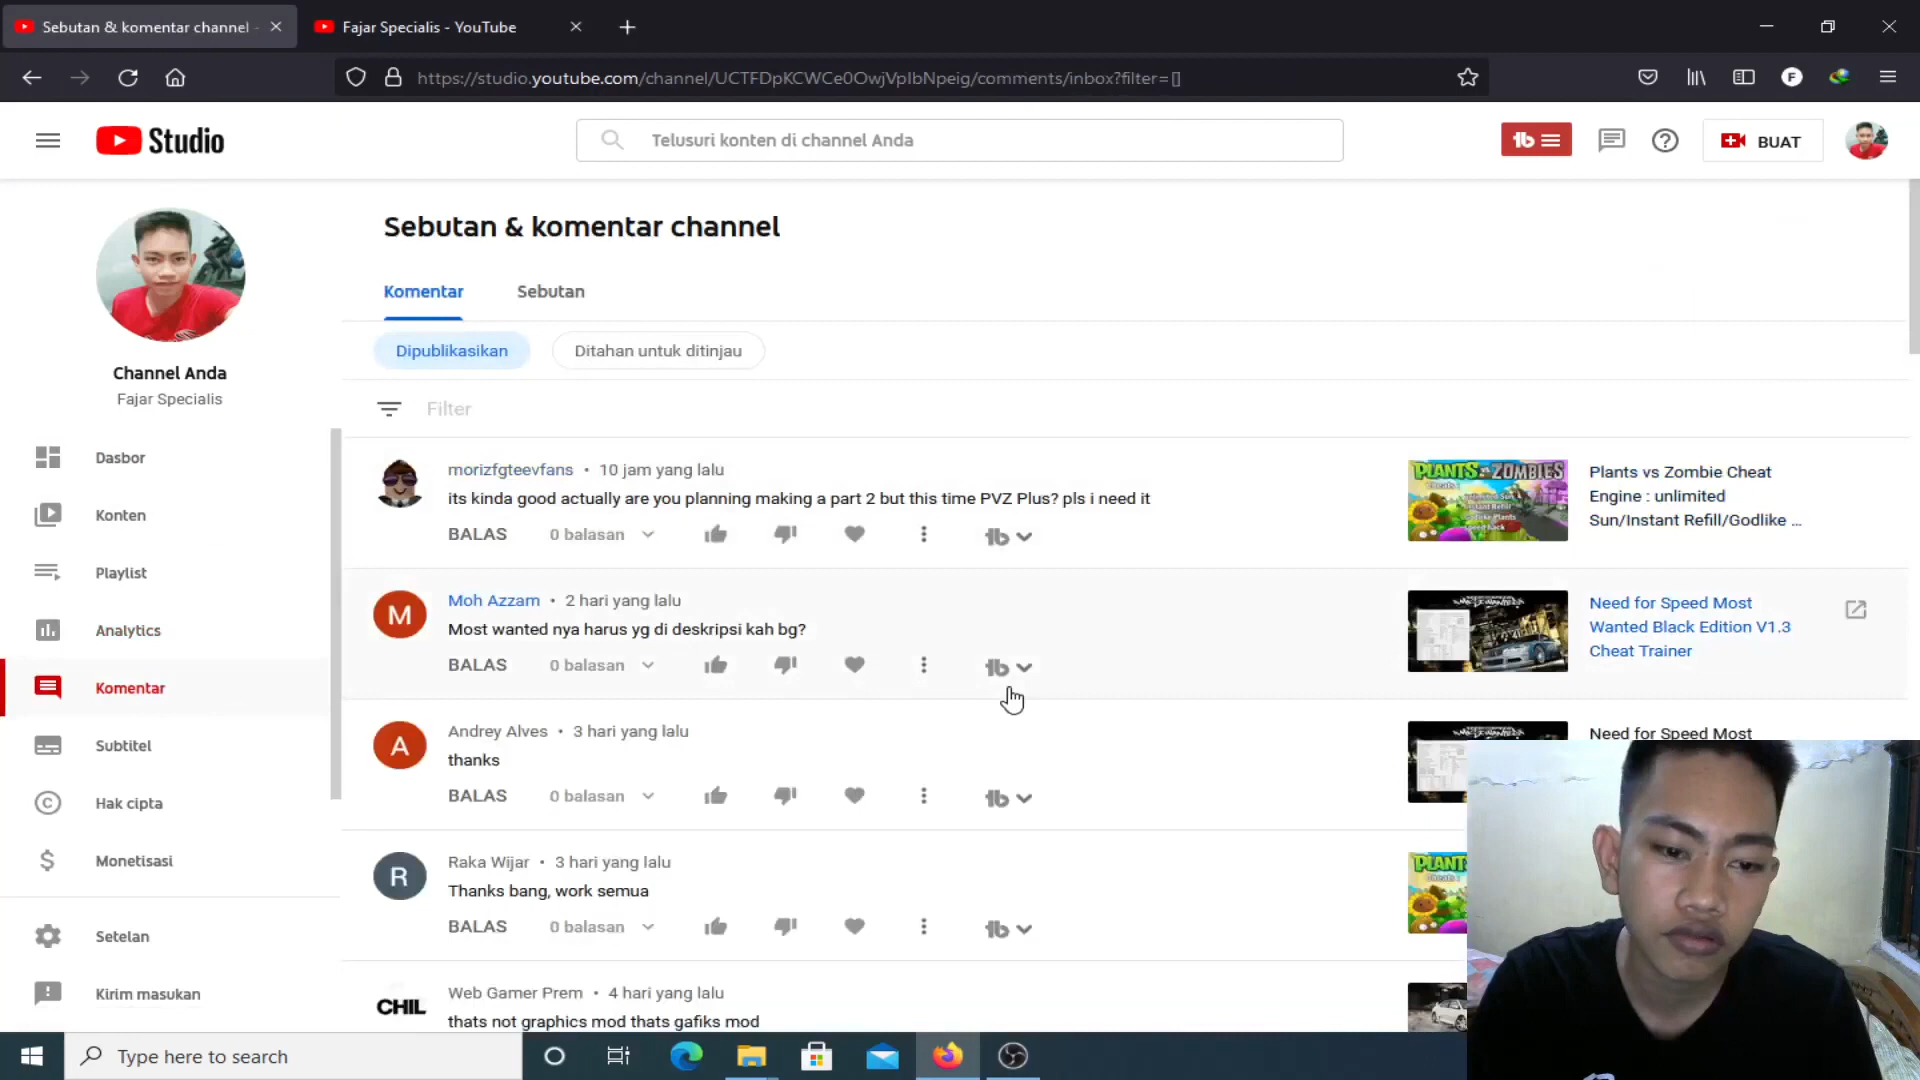 Sebutan & komentar channel -
Fajar Specialis - YouTube
https://studio.youtube.com/channel/UCTFDpKCWCe0OwjVpIbNpeig/comments/inbox?filter=[]
F
Studio
Telusuri konten di channel Anda
BUAT
Channel Anda
Fajar Specialis
Dasbor
Konten
Playlist
Analytics
Komentar
Subtitel
Hak cipta
Monetisasi
Setelan
Kirim masukan
Sebutan & komentar channel
Komentar
Sebutan
Dipublikasikan
Ditahan untuk ditinjau
Filter
morizfgteevfans • 10 jam yang lalu
its kinda good actually are you planning making a part 2 but this time PVZ Plus? pls i need it
BALAS 0 balasan
PLANTS VS ZOMBIES
Plants vs Zombie Cheat
Engine : unlimited
Sun/Instant Refill/Godlike ...
M
Moh Azzam • 2 hari yang lalu
Most wanted nya harus yg di deskripsi kah bg?
BALAS 0 balasan
Need for Speed Most
Wanted Black Edition V1.3
Cheat Trainer
A
Andrey Alves • 3 hari yang lalu
thanks
BALAS 0 balasan
Need for Speed Most
R
Raka Wijar • 3 hari yang lalu
Thanks bang, work semua
BALAS 0 balasan
PLANT
CHIL
Web Gamer Prem • 4 hari yang lalu
thats not graphics mod thats gafiks mod
Type here to search